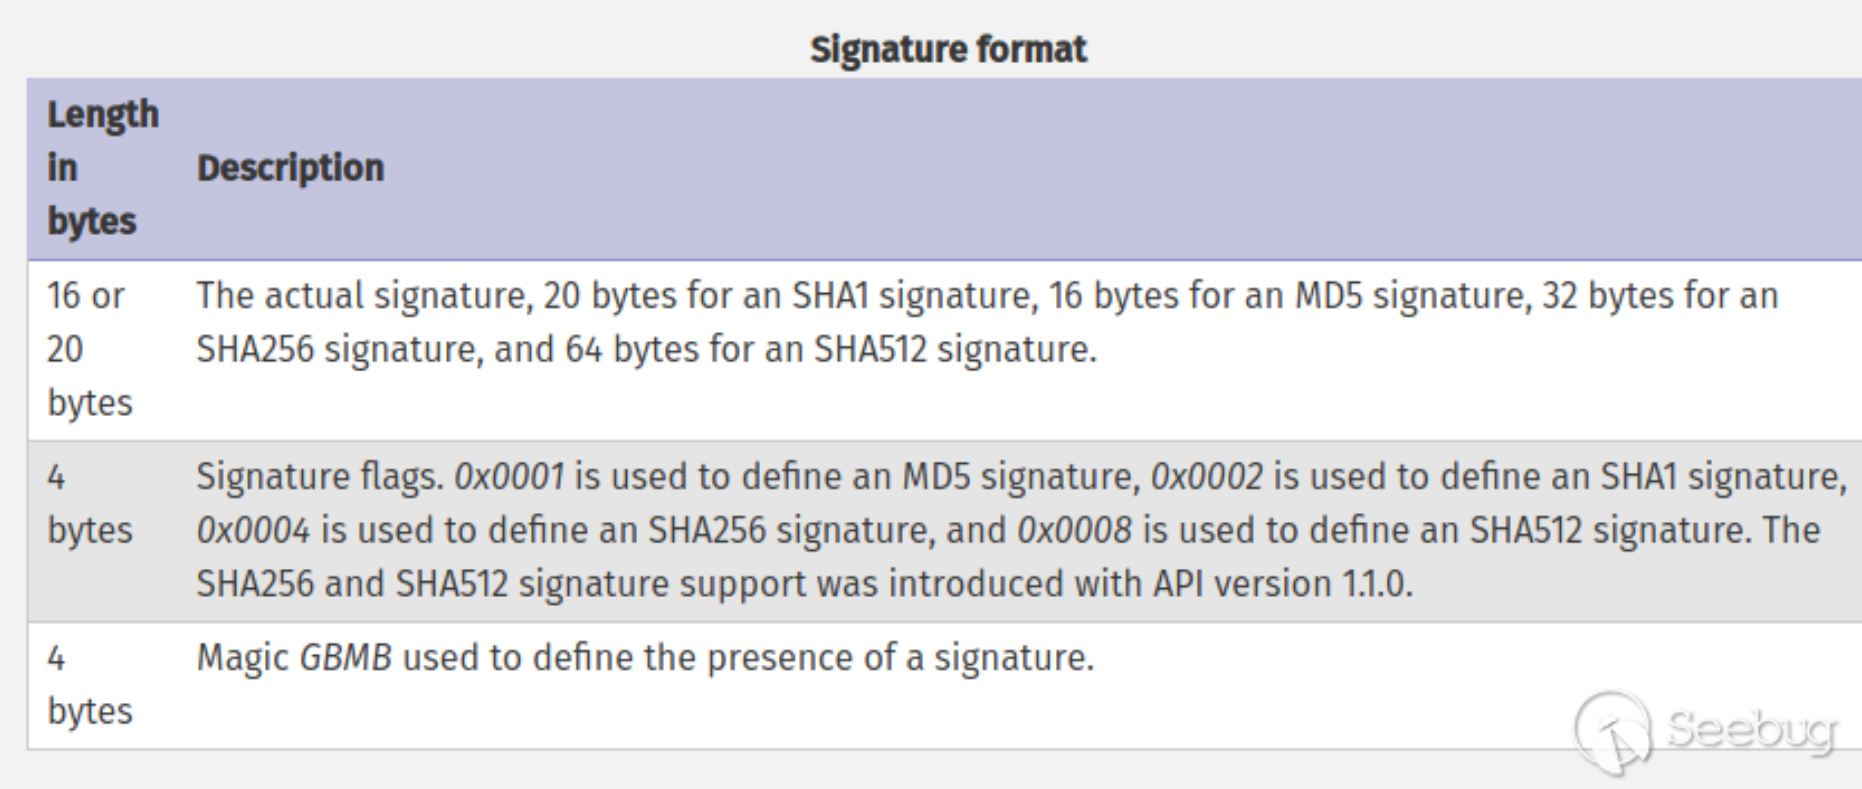 Signature format
Length
in
bytes
Description
16 or
20
bytes
The actual signature, 20 bytes for an SHA1 signature, 16 bytes for an MD5 signature, 32 bytes for an
SHA256 signature, and 64 bytes for an SHA512 signature.
4
bytes
Signature flags. 0x0001 is used to define an MD5 signature, 0x0002 is used to define an SHA1 signature,
0x0004 is used to define an SHA256 signature, and 0x0008 is used to define an SHA512 signature. The
SHA256 and SHA512 signature support was introduced with API version 1.1.0.
4
bytes
Magic GBMB used to define the presence of a signature.
Seebug